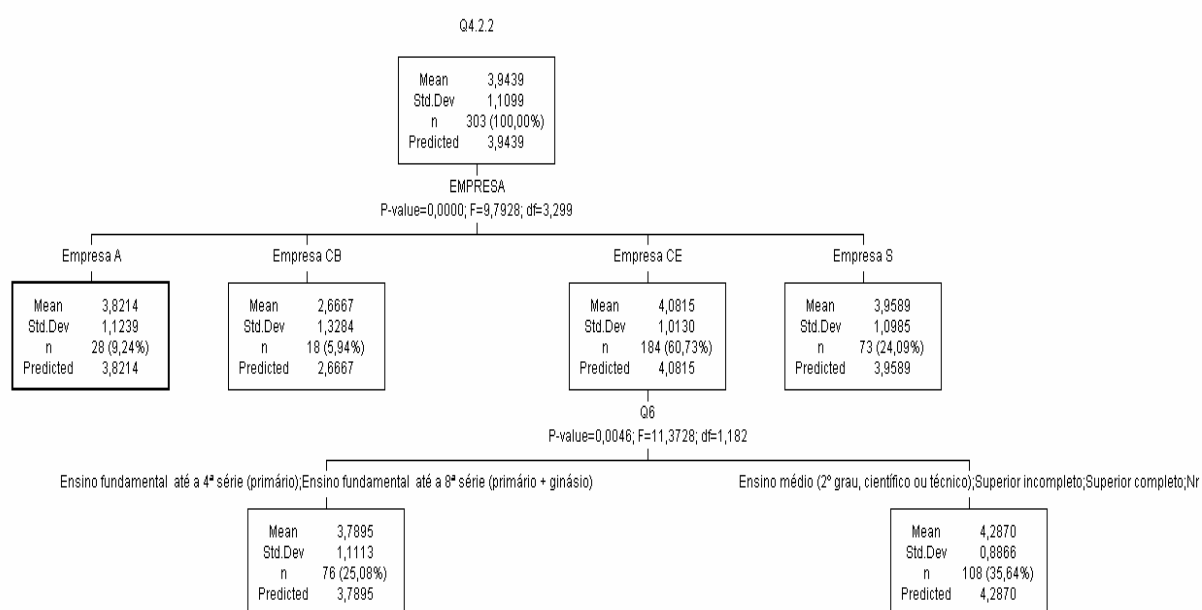 Q4.2.2
Mean 3,9439
Std.Dev 1,1099
n 303 (100,00%)
Predicted 3,9439
EMPRESA
P-value=0,0000; F=9,7928; df=3,299
Empresa A
Mean 3,8214
Std.Dev 1,1239
n 28 (9,24%)
Predicted 3,8214
Empresa CB
Mean 2,6667
Std.Dev 1,3284
n 18 (5,94%)
Predicted 2,6667
Empresa CE
Mean 4,0815
Std.Dev 1,0130
n 184 (60,73%)
Predicted 4,0815
Empresa S
Mean 3,9589
Std.Dev 1,0985
n 73 (24,09%)
Predicted 3,9589
Q6
P-value=0,0046; F=11,3728; df=1,182
Ensino fundamental até a 4ª série (primário);Ensino fundamental até a 8ª série (primário + ginásio)
Mean 3,7895
Std.Dev 1,1113
n 76 (25,08%)
Predicted 3,7895
Ensino médio (2º grau, científico ou técnico);Superior incompleto;Superior completo;Nr
Mean 4,2870
Std.Dev 0,8866
n 108 (35,64%)
Predicted 4,2870